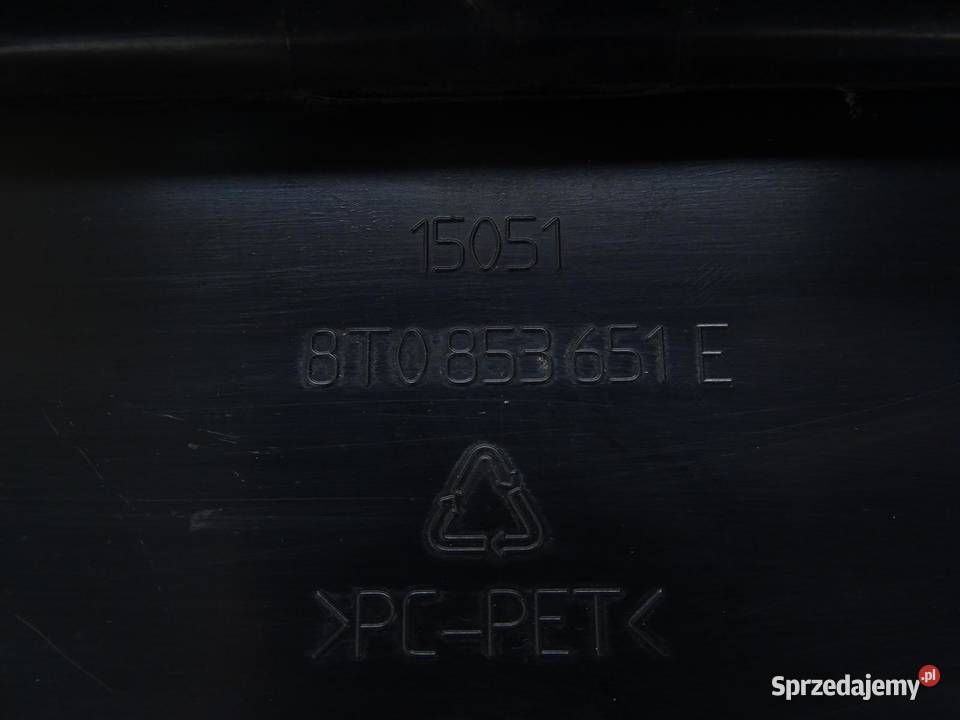 15051
8T0 853 651 E
>PC-PET<
Sprzedajemy.pl